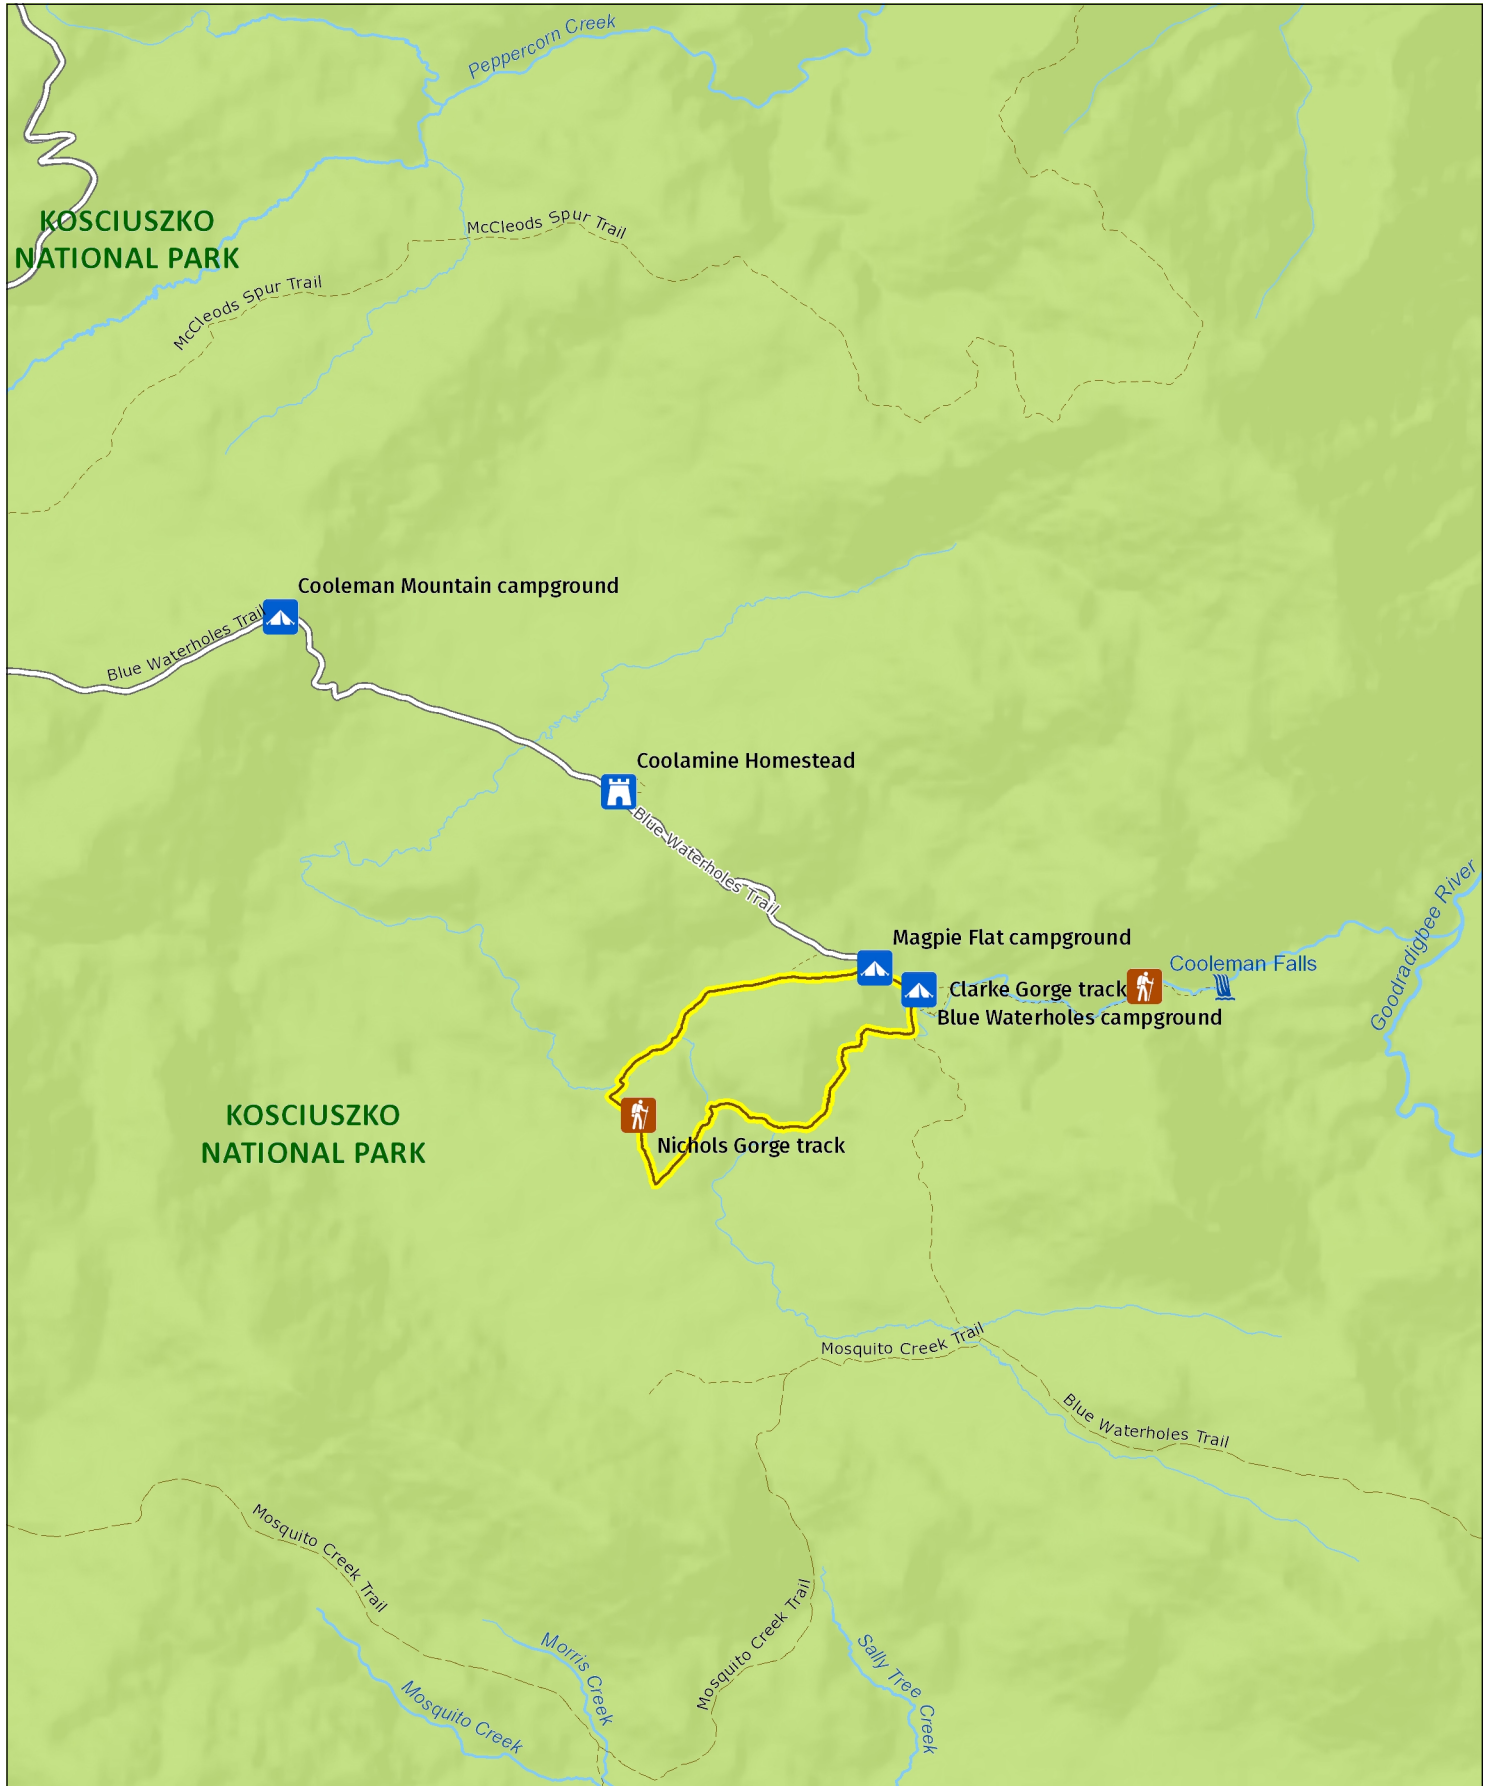 Peppercorn Creek
KOSCIUSZKO
NATIONAL PARK
McCleods Spur Trail
McCleods Spur Trail
Cooleman Mountain campground
Blue Waterholes Trail
Coolamine Homestead
Blue Waterholes Trail
Goodradigbee River
Magpie Flat campground
Cooleman Falls
Clarke Gorge track
Blue Waterholes campground
KOSCIUSZKO
NATIONAL PARK
Nichols Gorge track
Mosquito Creek Trail
Blue Waterholes Trail
Mosquito Creek Trail
Mosquito Creek Trail
Morris Creek
Sally Tree Creek
Mosquito Creek